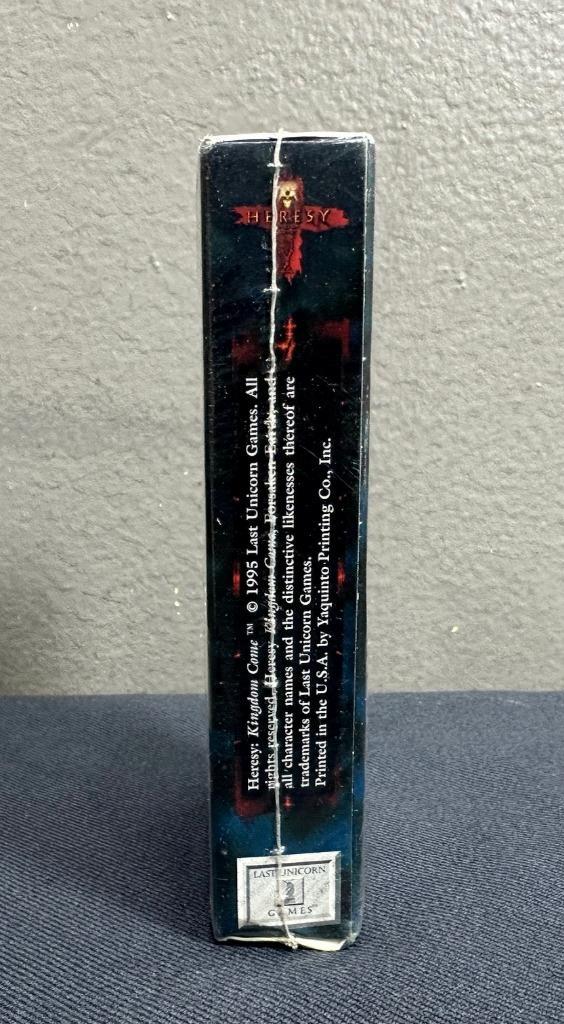 HERESY
Heresy: Kingdom Come ™ © 1995 Last Unicorn Games. All
rights reserved. Heresy Kingdom Come, Forsaken Earth, and
all character names and the distinctive likenesses thereof are
trademarks of Last Unicorn Games.
Printed in the U.S.A. by Yaquinto Printing Co., Inc.
LAST UNICORN
GAMES